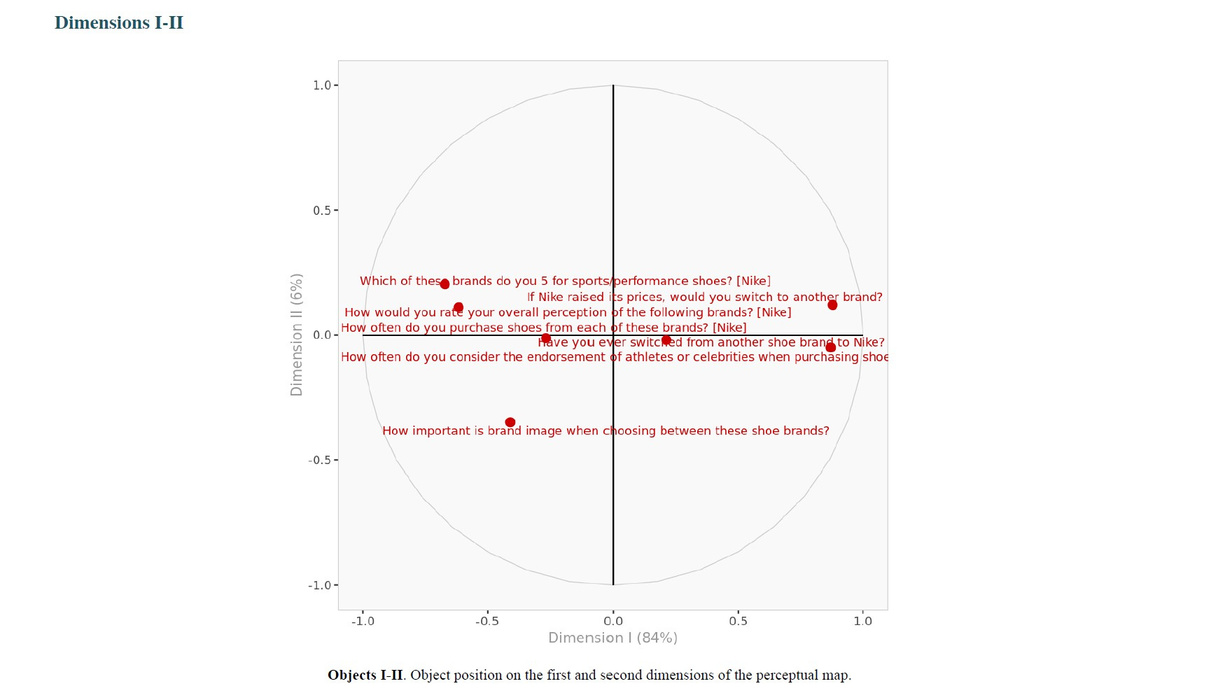 Dimensions I-II
1.0
0.5
0.0
-0.5
-1.0
Dimension II (6%)
Which of these brands do you 5 for sports/performance shoes? [Nike]
If Nike raised its prices, would you switch to another brand?
How would you rate your overall perception of the following brands? [Nike]
How often do you purchase shoes from each of these brands? [Nike]
Have you ever switched from another shoe brand to Nike?
How often do you consider the endorsement of athletes or celebrities when purchasing shoe
How important is brand image when choosing between these shoe brands?
-1.0 -0.5 0.0 0.5 1.0
Dimension I (84%)
Objects I-II. Object position on the first and second dimensions of the perceptual map.